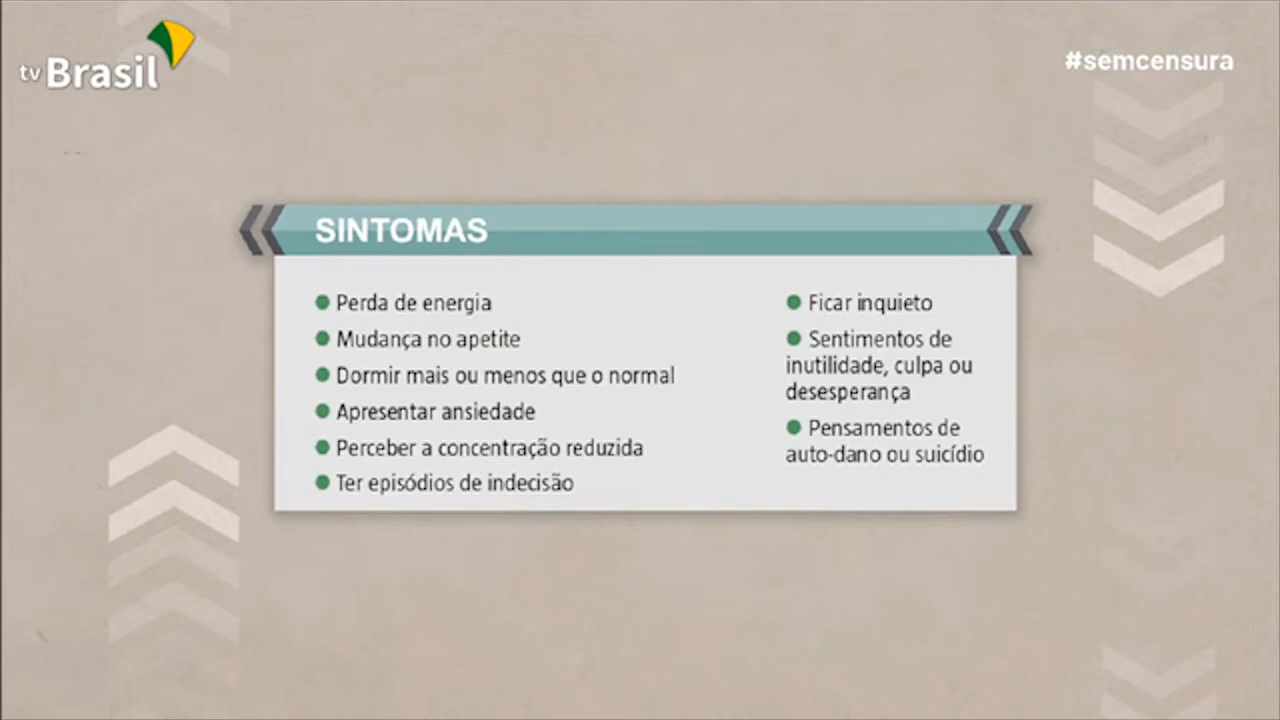 tv Brasil
#semcensura
SINTOMAS
Perda de energia
Mudança no apetite
Dormir mais ou menos que o normal
Apresentar ansiedade
Perceber a concentração reduzida
Ter episódios de indecisão
Ficar inquieto
Sentimentos de
inutilidade, culpa ou
desesperança
Pensamentos de
auto-dano ou suicídio